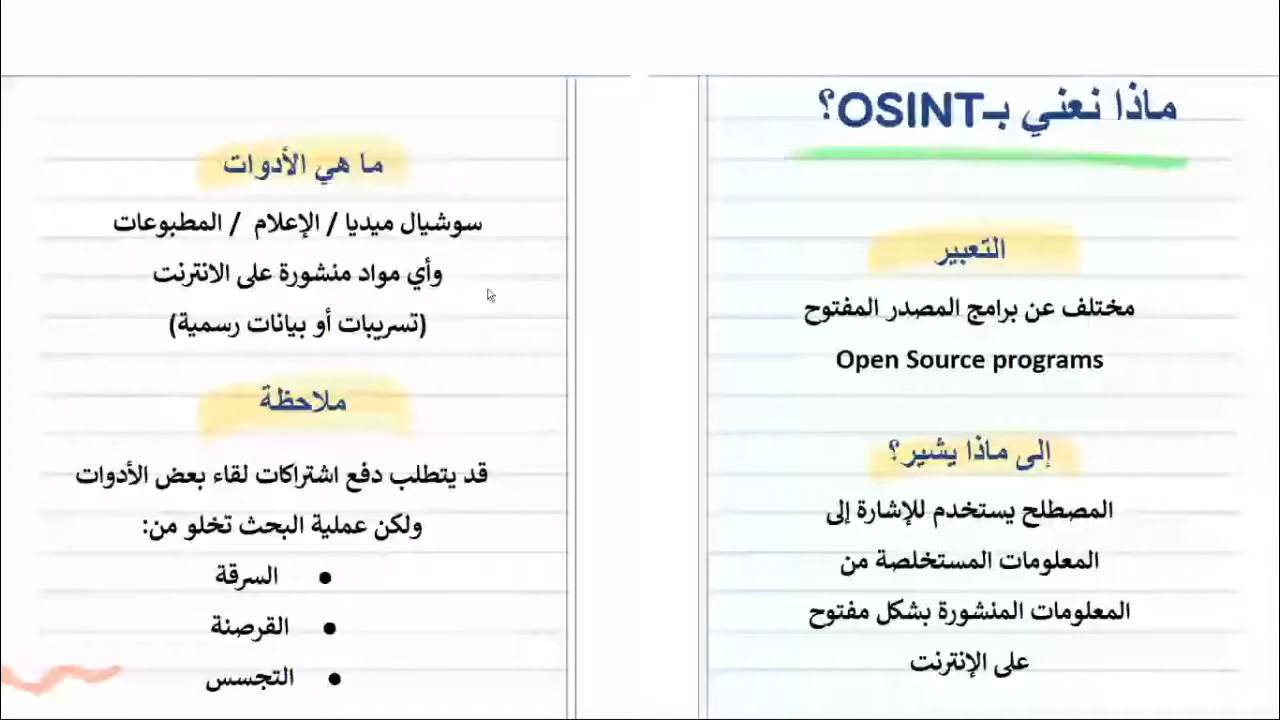 ماذا نعني بـOSINT؟
التعبير
مختلف عن برامج المصدر المفتوح
Open Source programs
إلى ماذا يشير؟
المصطلح يستخدم للإشارة إلى
المعلومات المستخلصة من
المعلومات المنشورة بشكل مفتوح
على الإنترنت
ما هي الأدوات
سوشيال ميديا / الإعلام / المطبوعات
وأي مواد منشورة على الانترنت
(تسريبات أو بيانات رسمية)
ملاحظة
قد يتطلب دفع اشتراكات لقاء بعض الأدوات
ولكن عملية البحث تخلو من:
● السرقة
● القرصنة
● التجسس